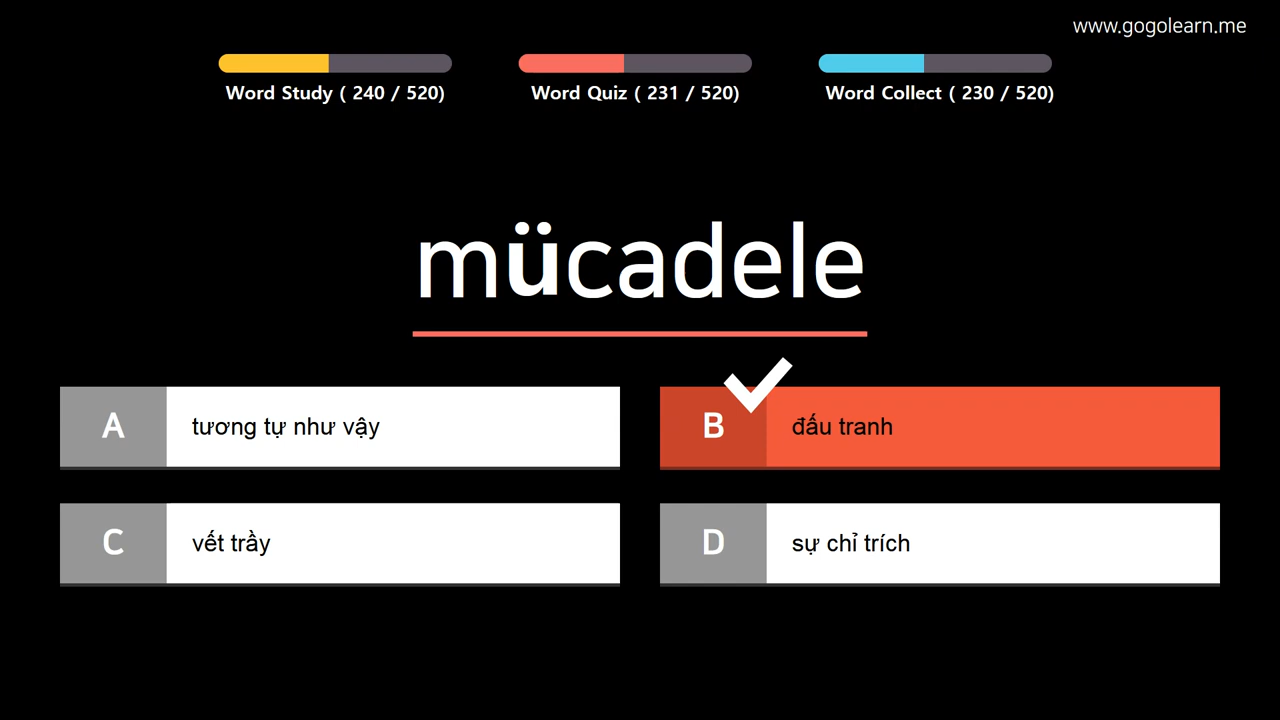 www.gogolearn.me
Word Study ( 240 / 520)
Word Quiz ( 231 / 520)
Word Collect ( 230 / 520)
mücadele
A
tương tự như vậy
B
đấu tranh
C
vết trầy
D
sự chỉ trích